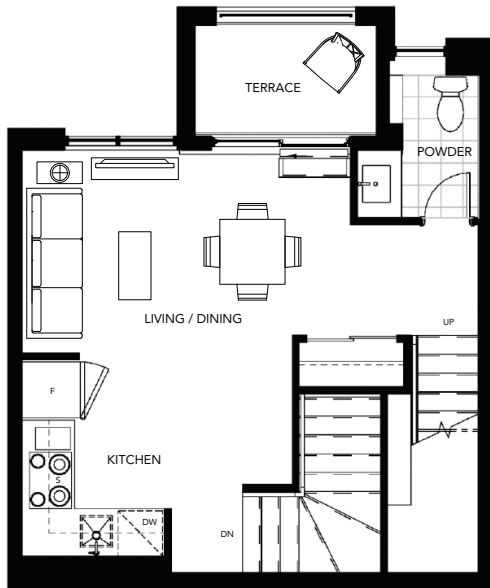 TERRACE
POWDER
LIVING / DINING
UP
F
KITCHEN
S
DW
DN